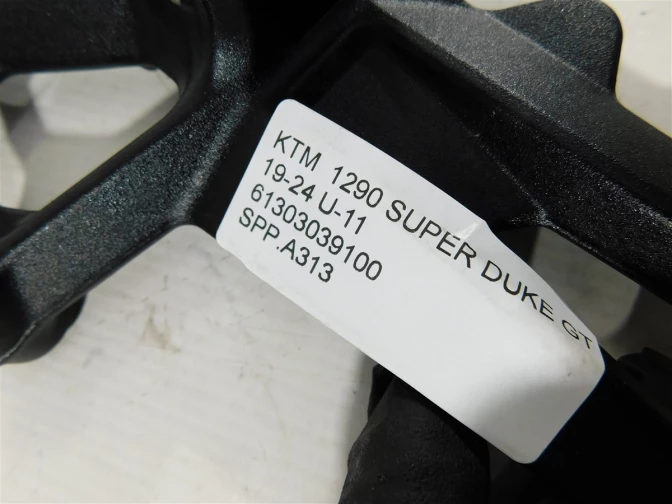 KTM 1290 SUPER DUKE GT
19-24 U-11
61303039100
SPP.A313